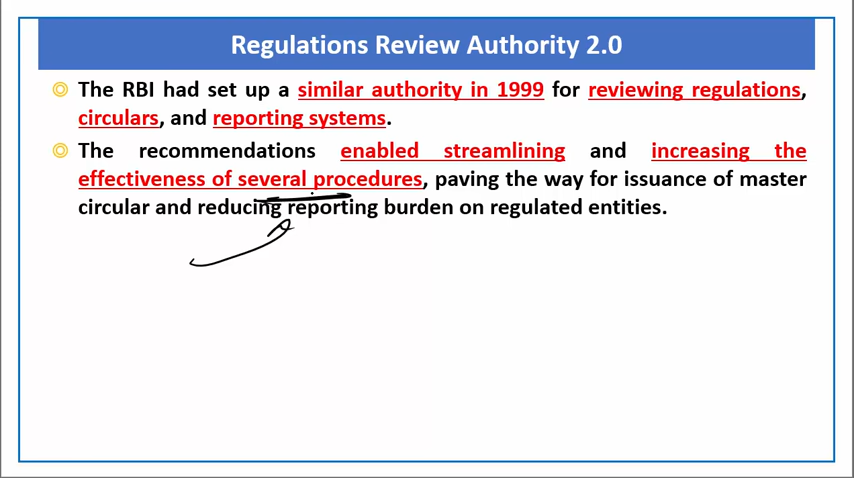 Regulations Review Authority 2.0
The RBI had set up a similar authority in 1999 for reviewing regulations,
circulars, and reporting systems.
The recommendations enabled streamlining and increasing the
effectiveness of several procedures, paving the way for issuance of master
circular and reducing reporting burden on regulated entities.